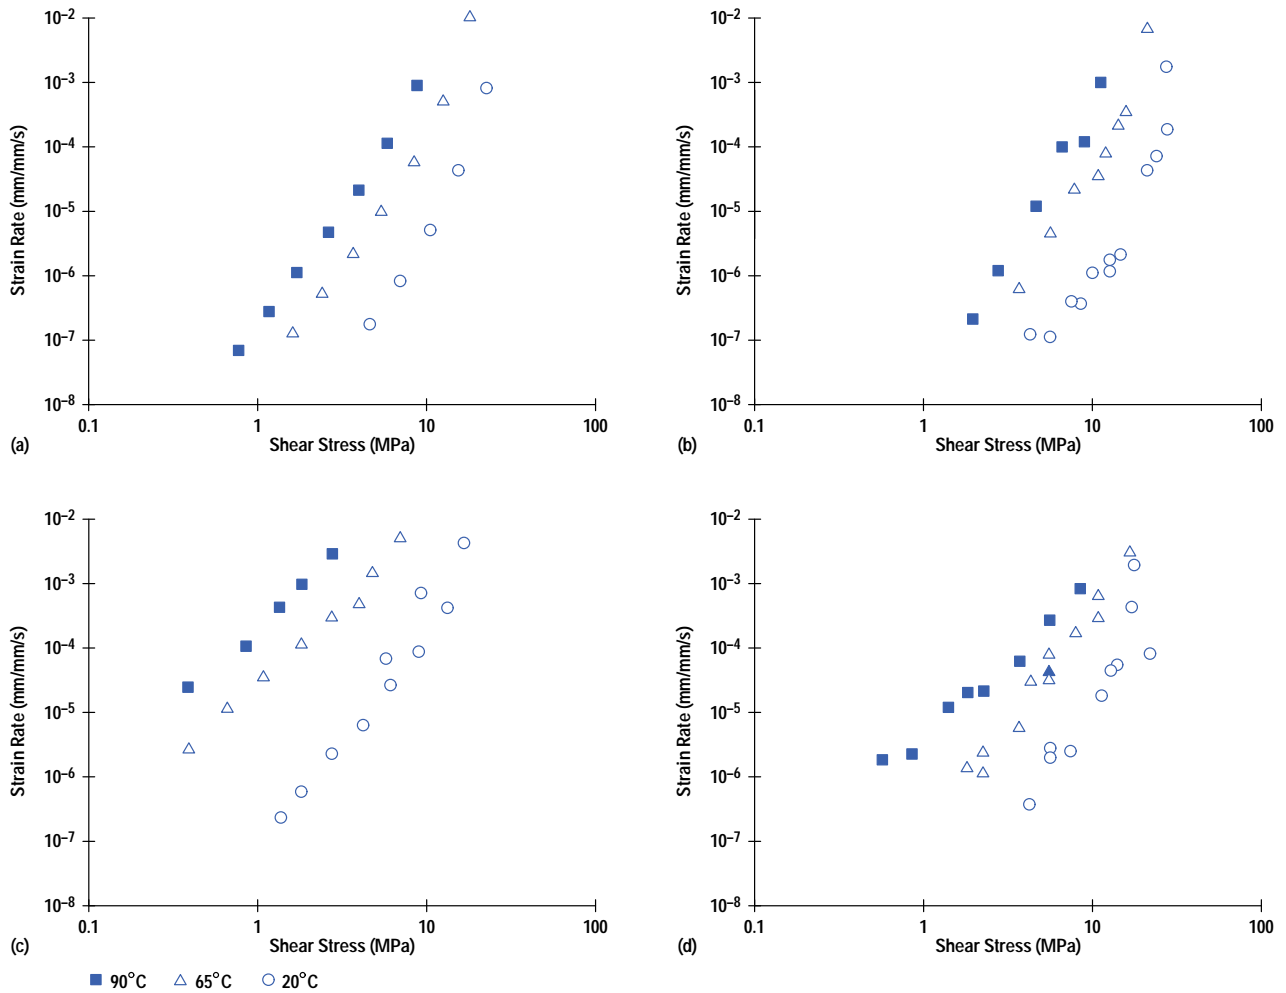 10⁻² 10⁻²
10⁻³ 10⁻³
10⁻⁴ 10⁻⁴
10⁻⁵ 10⁻⁵
10⁻⁶ 10⁻⁶
10⁻⁷ 10⁻⁷
10⁻⁸ 10⁻⁸
Strain Rate (mm/mm/s) Strain Rate (mm/mm/s)
0.1 1 10 100 0.1 1 10 100
(a) Shear Stress (MPa) (b) Shear Stress (MPa)
10⁻² 10⁻²
10⁻³ 10⁻³
10⁻⁴ 10⁻⁴
10⁻⁵ 10⁻⁵
10⁻⁶ 10⁻⁶
10⁻⁷ 10⁻⁷
10⁻⁸ 10⁻⁸
Strain Rate (mm/mm/s) Strain Rate (mm/mm/s)
0.1 1 10 100 0.1 1 10 100
(c) Shear Stress (MPa) (d) Shear Stress (MPa)
90°C 65°C 20°C